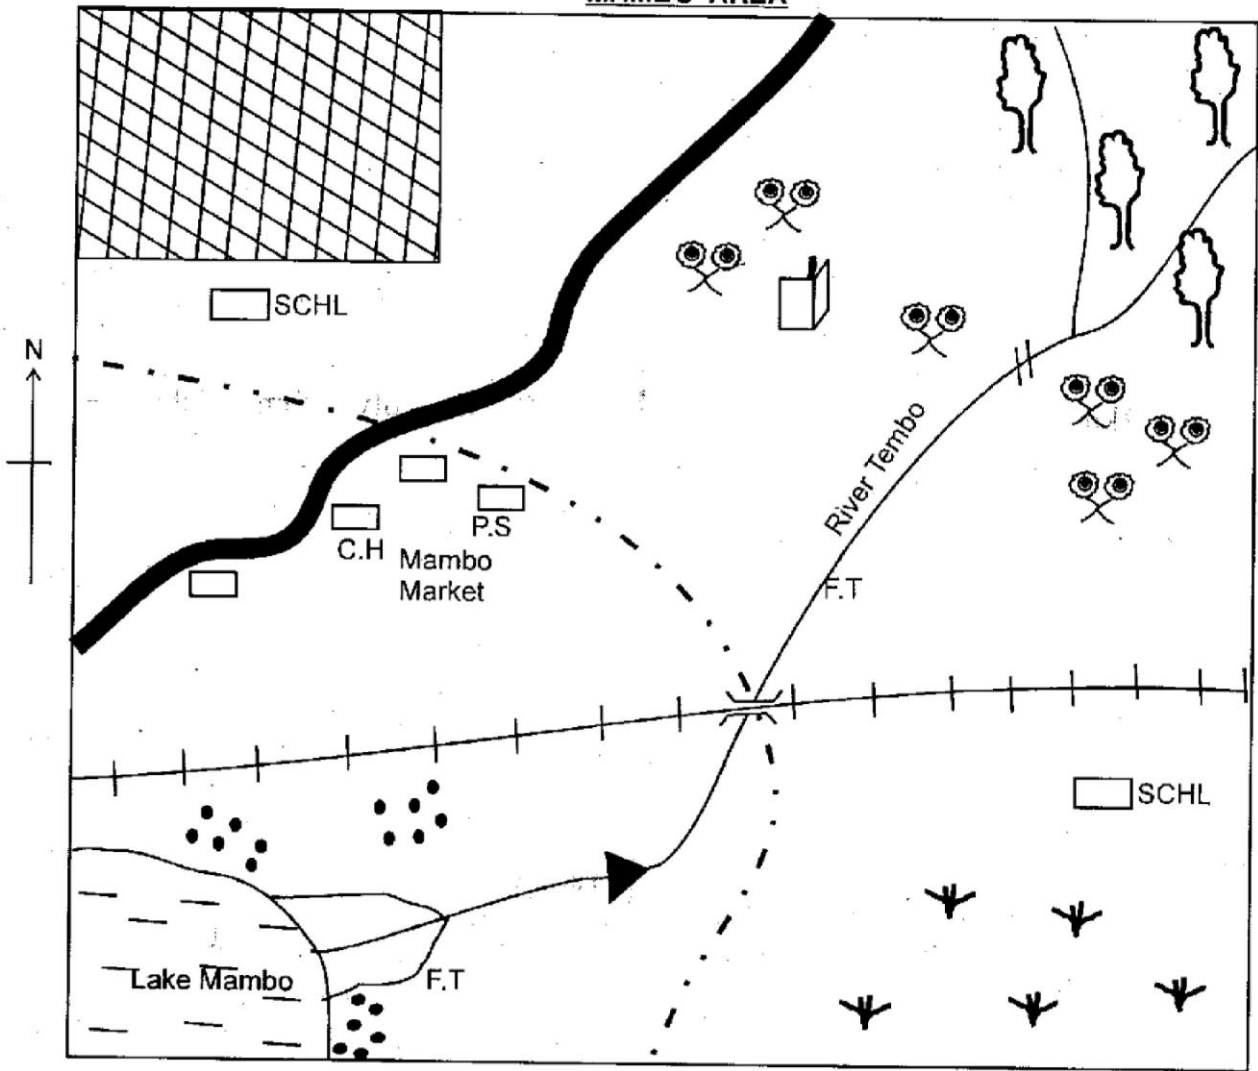 SCHL
N
River Tembo
P.S
C.H
Mambo
Market
F.T
SCHL
Lake Mambo
F.T